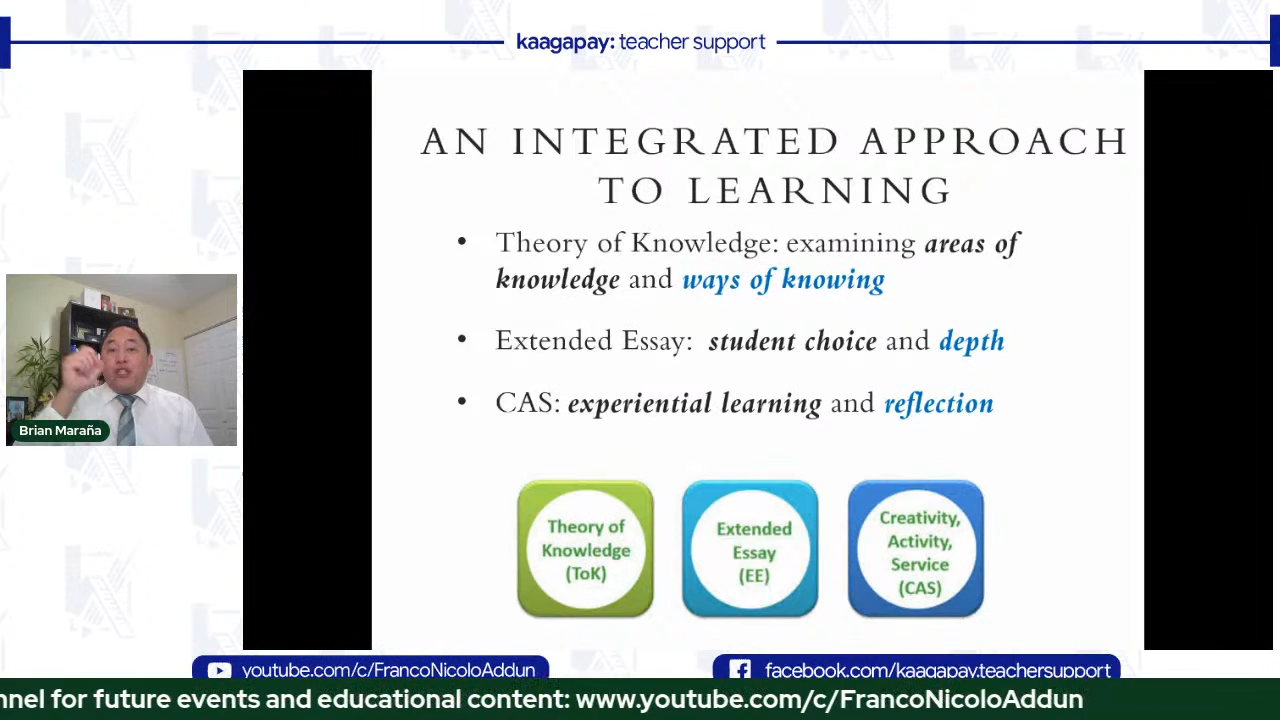 kaagapay: teacher support
AN INTEGRATED APPROACH
TO LEARNING
• Theory of Knowledge: examining areas of
knowledge and ways of knowing
• Extended Essay: student choice and depth
• CAS: experiential learning and reflection
Brian Maraña
Theory of
Knowledge
(ToK)
Extended
Essay
(EE)
Creativity,
Activity,
Service
(CAS)
youtube.com/c/FrancoNicoloAddun
facebook.com/kaagapay.teachersupport
nnel for future events and educational content: www.youtube.com/c/FrancoNicoloAddun